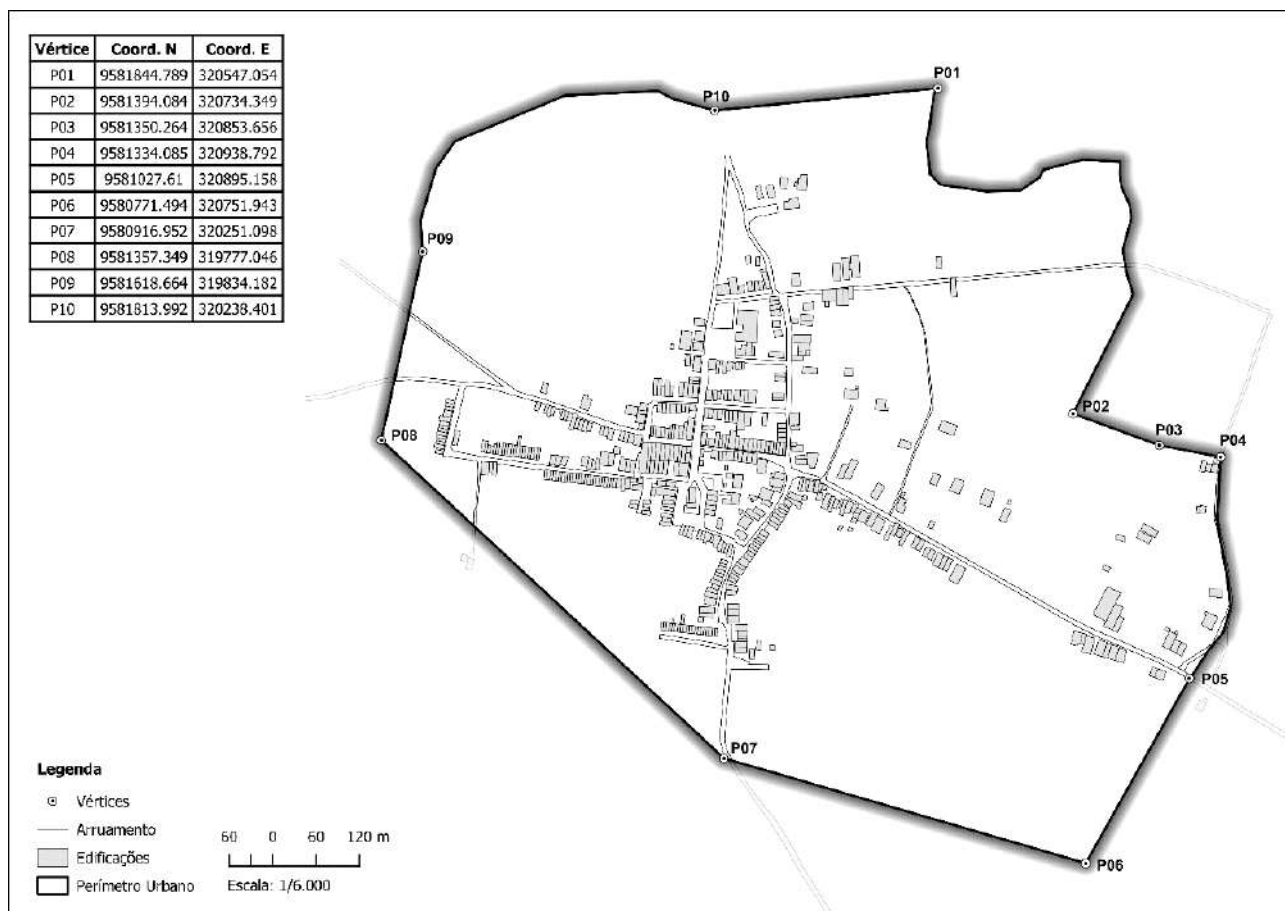 Vértice Coord. N Coord. E
P01 9581844.789 320547.054
P02 9581394.084 320734.349
P03 9581350.264 320853.656
P04 9581334.085 320938.792
P05 9581027.61 320895.158
P06 9580771.494 320751.943
P07 9580916.952 320251.098
P08 9581357.349 319777.046
P09 9581618.664 319834.182
P10 9581813.992 320238.401
P01
P10
P09
P02
P03
P04
P08
P05
P07
P06
Legenda
Vértices
Arruamento
Edificações
Perímetro Urbano
60 0 60 120 m
Escala: 1/6.000